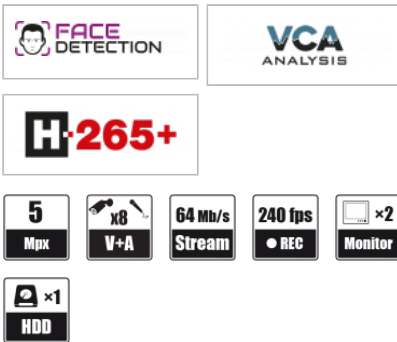 FACE
DETECTION
VCA
ANALYSIS
H·265+
5
Mpx
x8
V+A
64 Mb/s
Stream
240 fps
● REC
×2
Monitor
×1
HDD